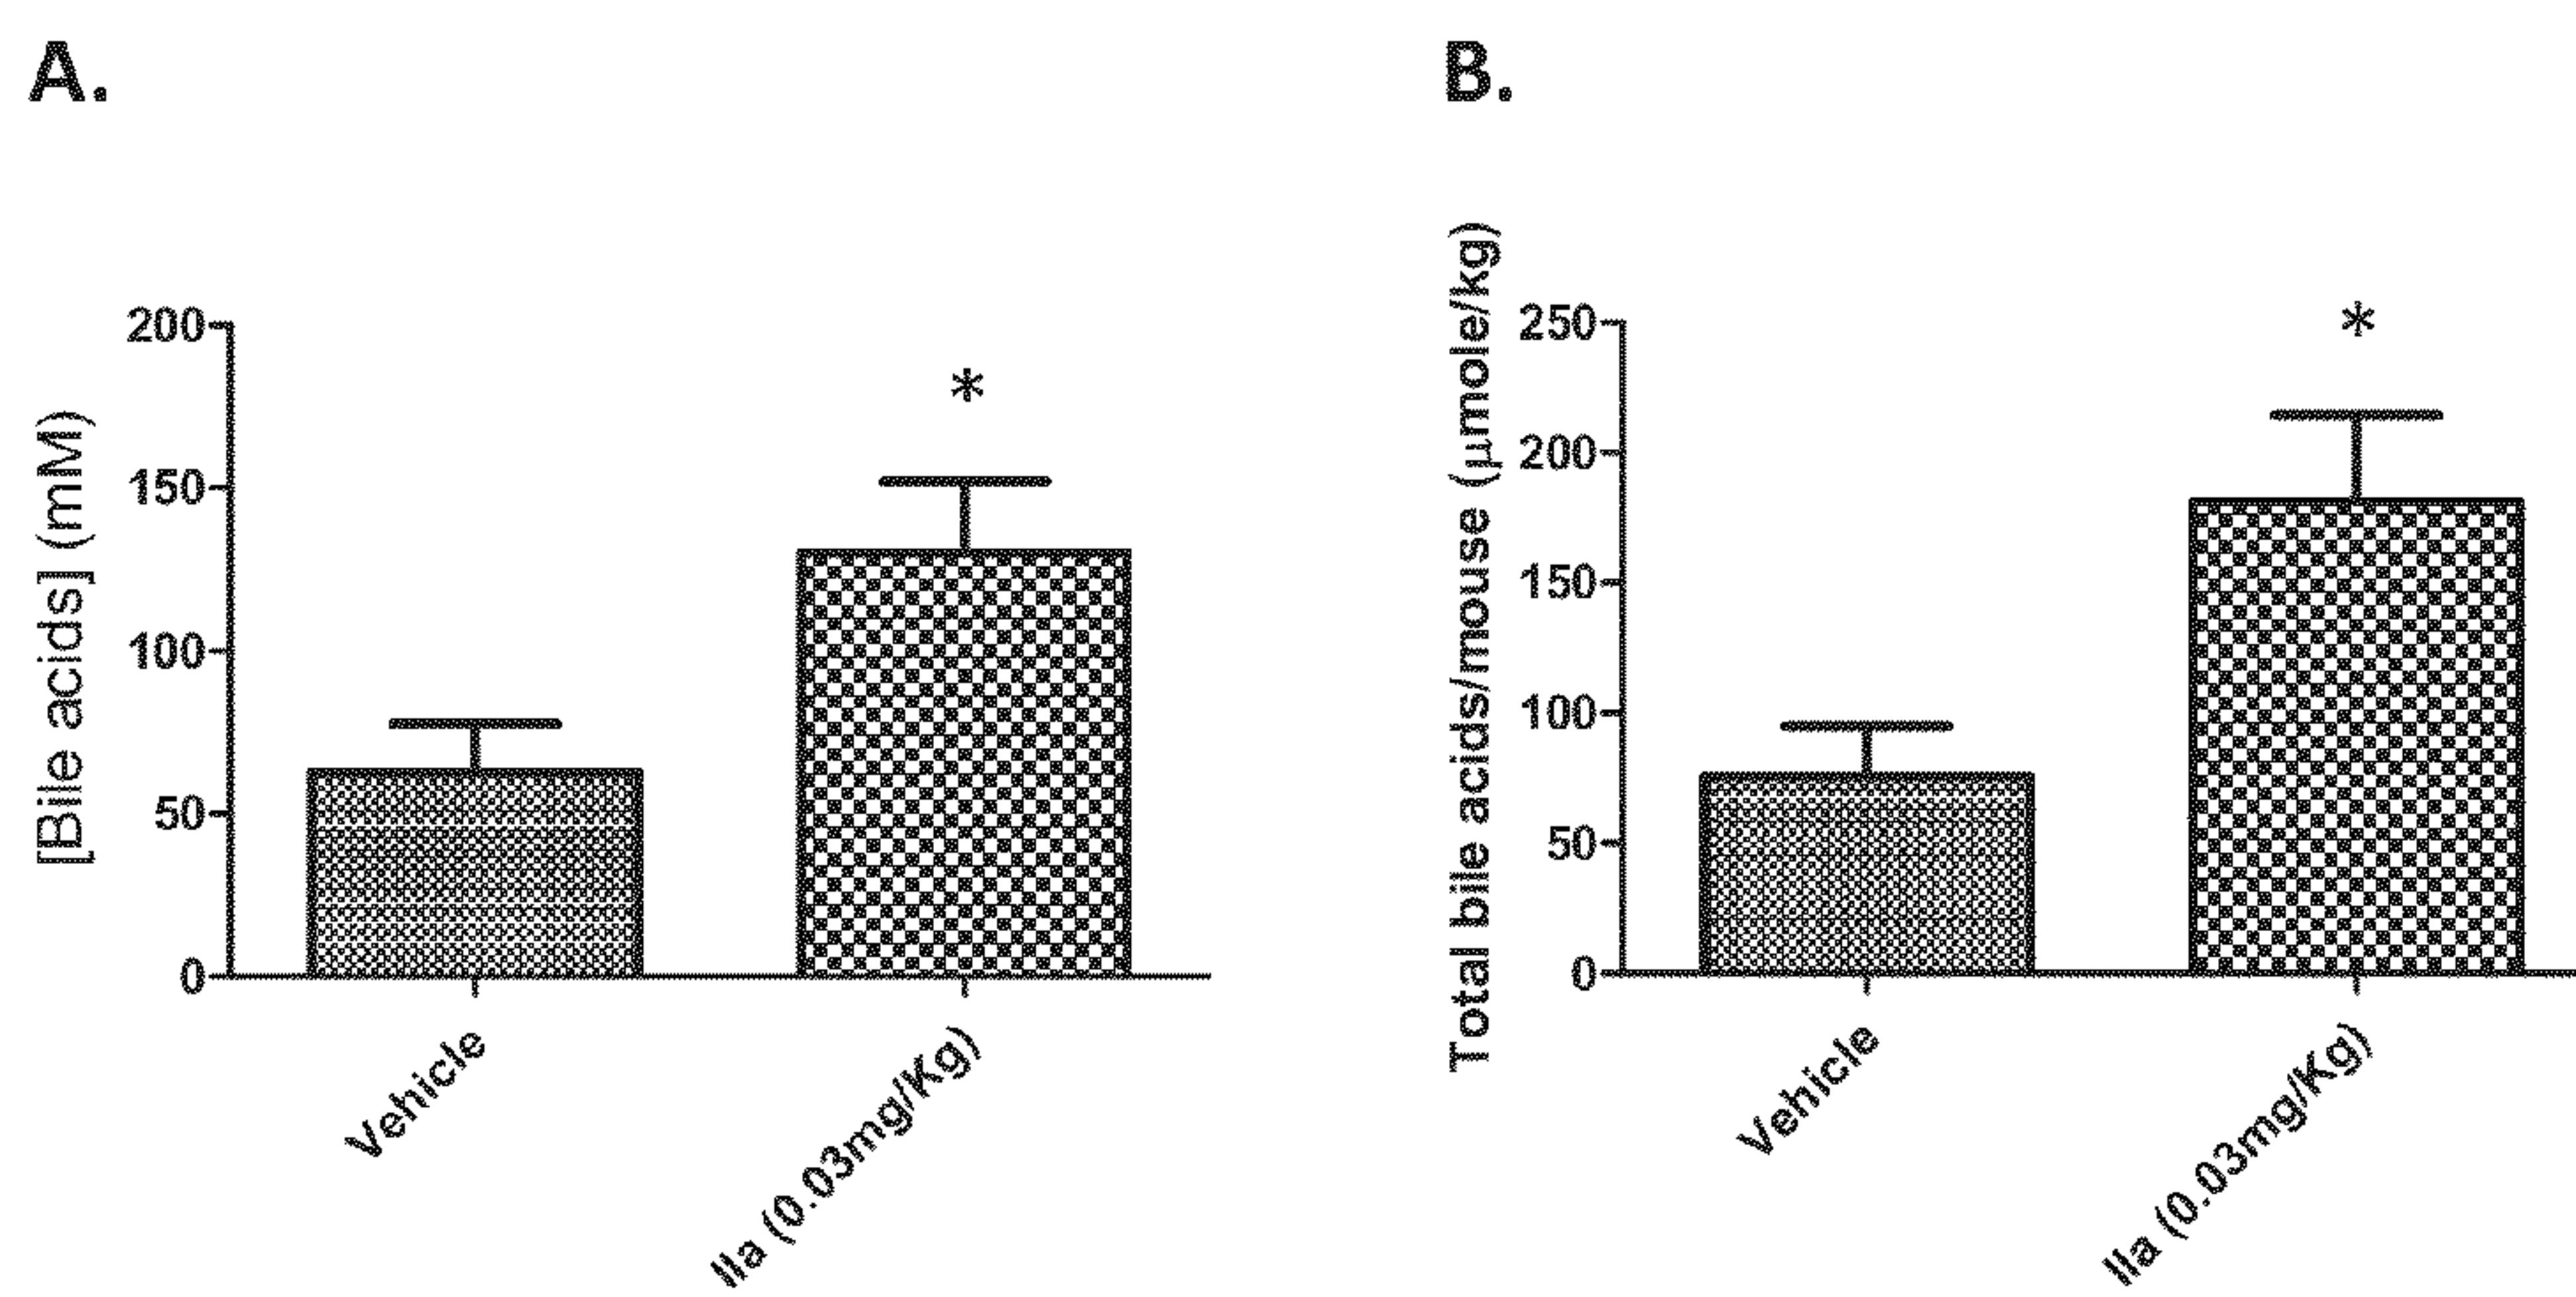 A.
[Bile acids] (mM)
200
150
100
50
0
*
Vehicle
IIa (0.03mg/Kg)
B.
Total bile acids/mouse (µmole/kg)
250
200
150
100
50
0
*
Vehicle
IIa (0.03mg/Kg)